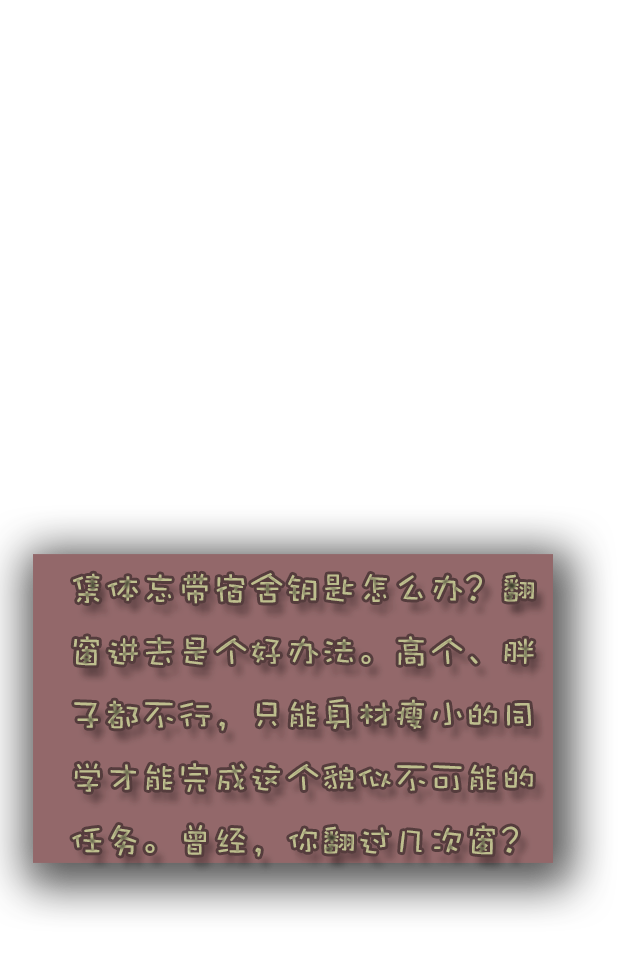 集体忘带宿舍钥匙怎么办？翻
窗进去是个好办法。高个、胖
子都不行，只能身材瘦小的同
学才能完成这个貌似不可能的
任务。曾经，你翻过几次窗？